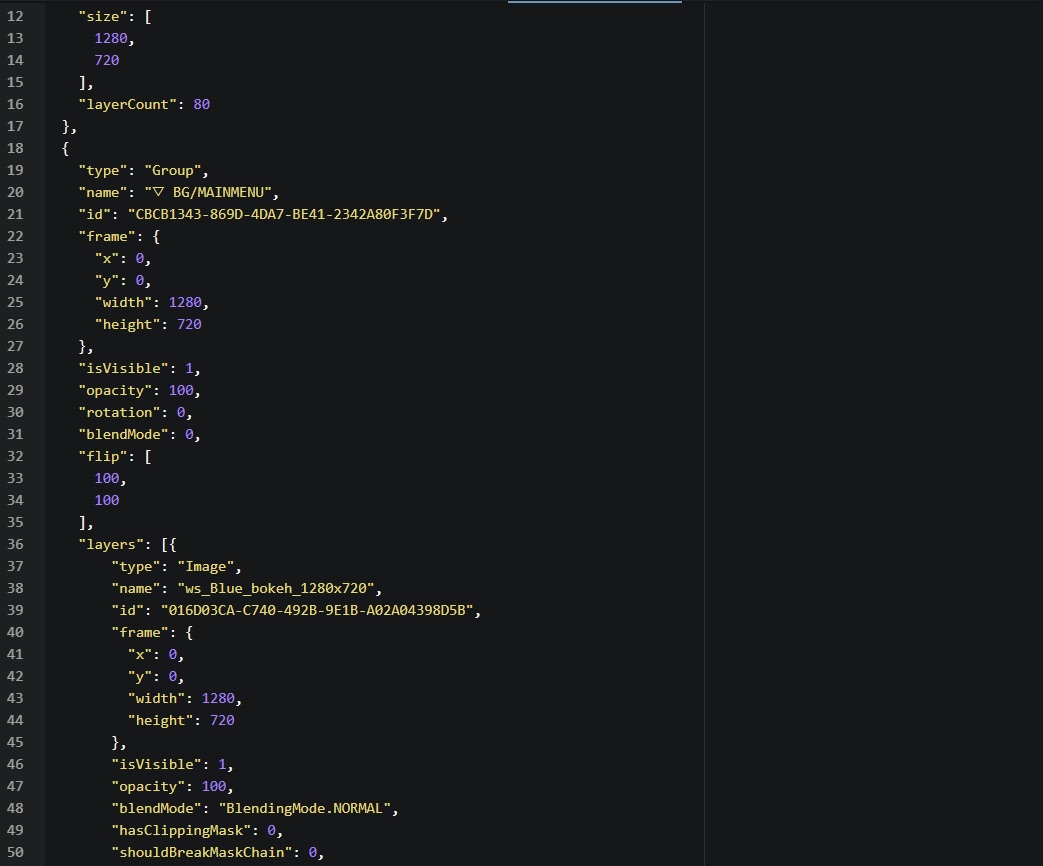 12 "size": [
13 1280,
14 720
15 ],
16 "layerCount": 80
17 },
18 {
19 "type": "Group",
20 "name": "▽ BG/MAINMENU",
21 "id": "CBCB1343-869D-4DA7-BE41-2342A80F3F7D",
22 "frame": {
23 "x": 0,
24 "y": 0,
25 "width": 1280,
26 "height": 720
27 },
28 "isVisible": 1,
29 "opacity": 100,
30 "rotation": 0,
31 "blendMode": 0,
32 "flip": [
33 100,
34 100
35 ],
36 "layers": [{
37 "type": "Image",
38 "name": "ws_Blue_bokeh_1280x720",
39 "id": "016D03CA-C740-492B-9E1B-A02A04398D5B",
40 "frame": {
41 "x": 0,
42 "y": 0,
43 "width": 1280,
44 "height": 720
45 },
46 "isVisible": 1,
47 "opacity": 100,
48 "blendMode": "BlendingMode.NORMAL",
49 "hasClippingMask": 0,
50 "shouldBreakMaskChain": 0,